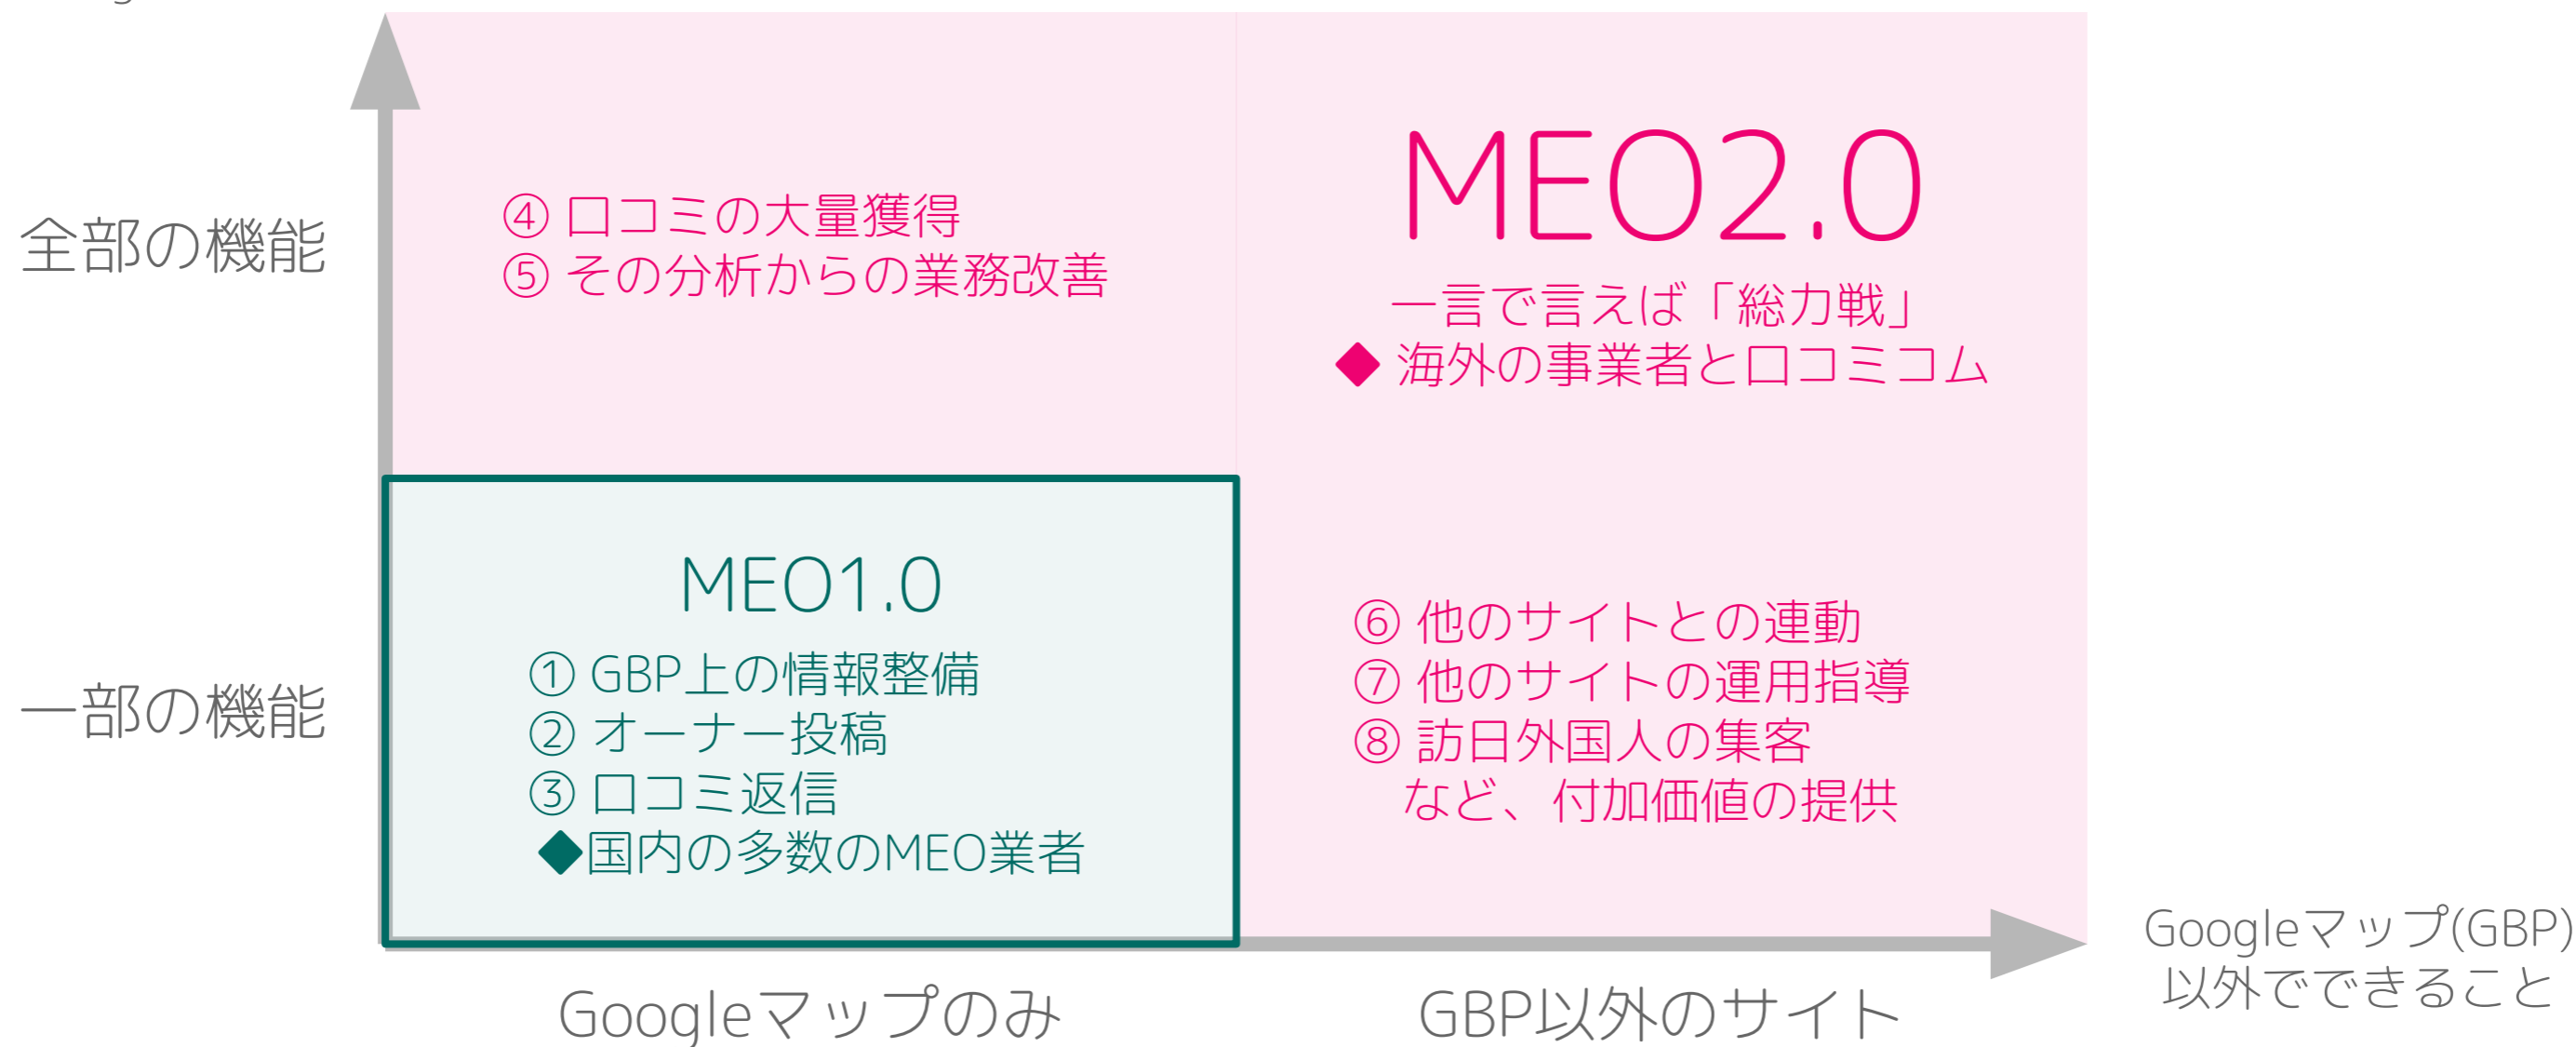 全部の機能
④ 口コミの大量獲得
⑤ その分析からの業務改善
MEO2.0
一言で言えば「総力戦」
◆ 海外の事業者と口コミコム
一部の機能
MEO1.0
① GBP上の情報整備
② オーナー投稿
③ 口コミ返信
◆国内の多数のMEO業者
⑥ 他のサイトとの連動
⑦ 他のサイトの運用指導
⑧ 訪日外国人の集客
など、付加価値の提供
Googleマップ(GBP)
以外でできること
Googleマップのみ
GBP以外のサイト